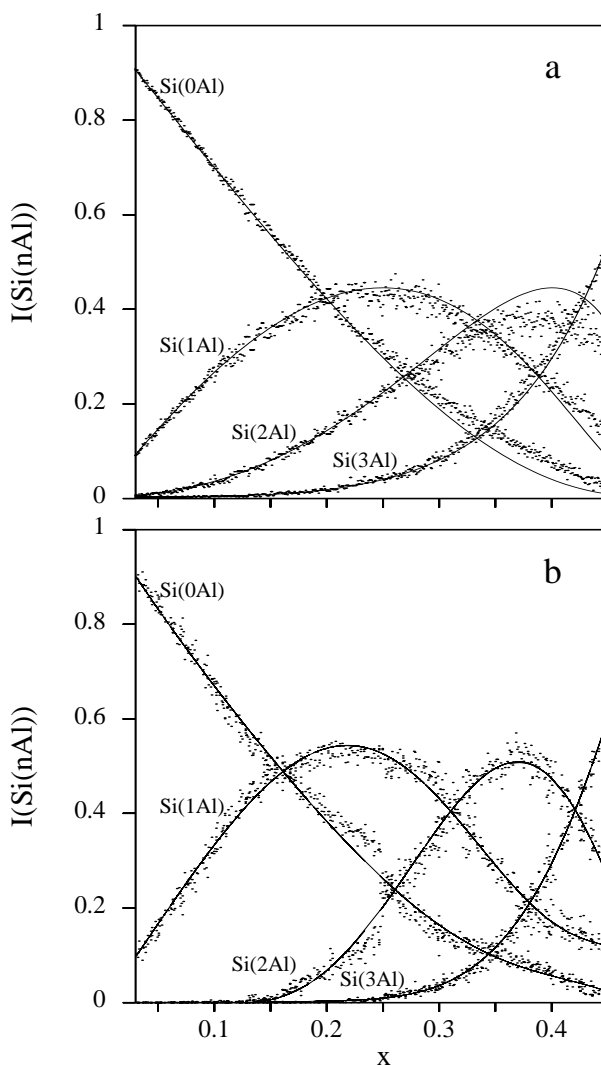 1
a
Si(0Al)
0.8
0.6
I(Si(nAl))
0.4
Si(1Al)
0.2
Si(2Al)
Si(3Al)
0
1
b
Si(0Al)
0.8
0.6
I(Si(nAl))
0.4
Si(1Al)
0.2
Si(2Al)
Si(3Al)
0
0.1
0.2
0.3
0.4
x